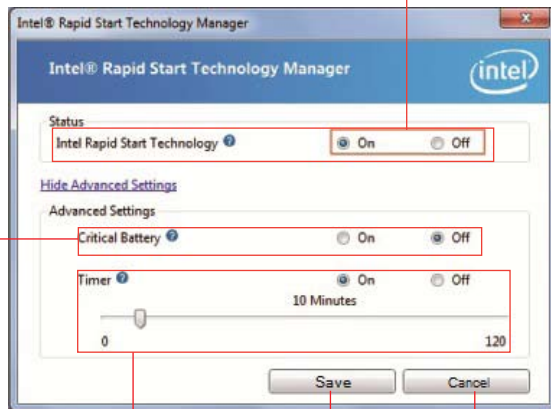 Intel® Rapid Start Technology Manager
Intel® Rapid Start Technology Manager
intel
Status
Intel Rapid Start Technology ? On Off
Hide Advanced Settings
Advanced Settings
Critical Battery ? On Off
Timer ? On Off
10 Minutes
0 120
Save Cancel